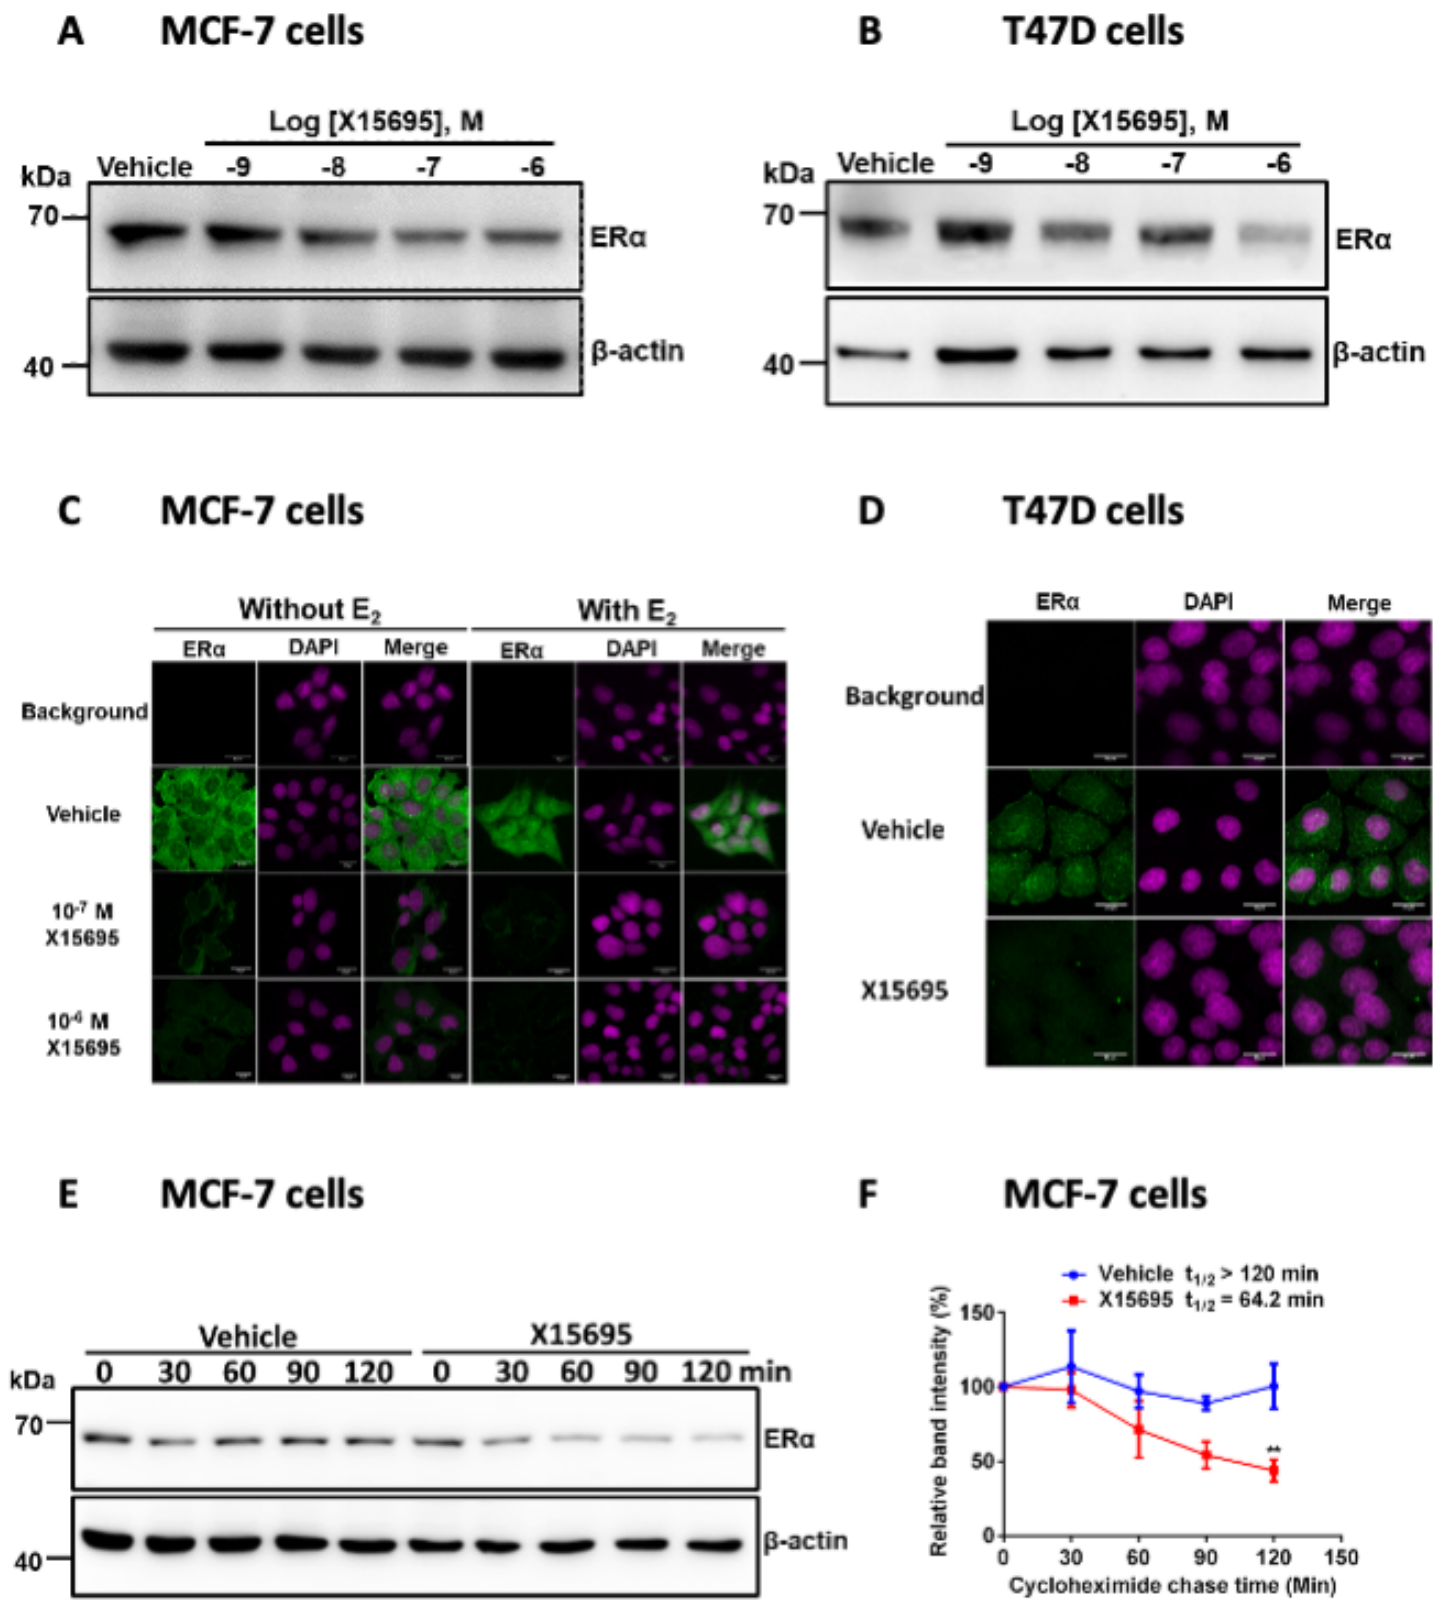 A MCF-7 cells
B T47D cells
Log [X15695], M
Vehicle -9 -8 -7 -6
kDa
70
ERα
β-actin
40
Log [X15695], M
Vehicle -9 -8 -7 -6
kDa
70
ERα
β-actin
40
C MCF-7 cells
D T47D cells
Without E₂ With E₂
ERα DAPI Merge ERα DAPI Merge
Background
Vehicle
10⁻⁷ M
X15695
10⁻⁶ M
X15695
ERα DAPI Merge
Background
Vehicle
X15695
E MCF-7 cells
F MCF-7 cells
Vehicle X15695
0 30 60 90 120 0 30 60 90 120 min
kDa
70
ERα
β-actin
40
Vehicle t₁/₂ > 120 min
X15695 t₁/₂ = 64.2 min
Relative band intensity (%)
150
100
50
0
**
0 30 60 90 120 150
Cycloheximide chase time (Min)